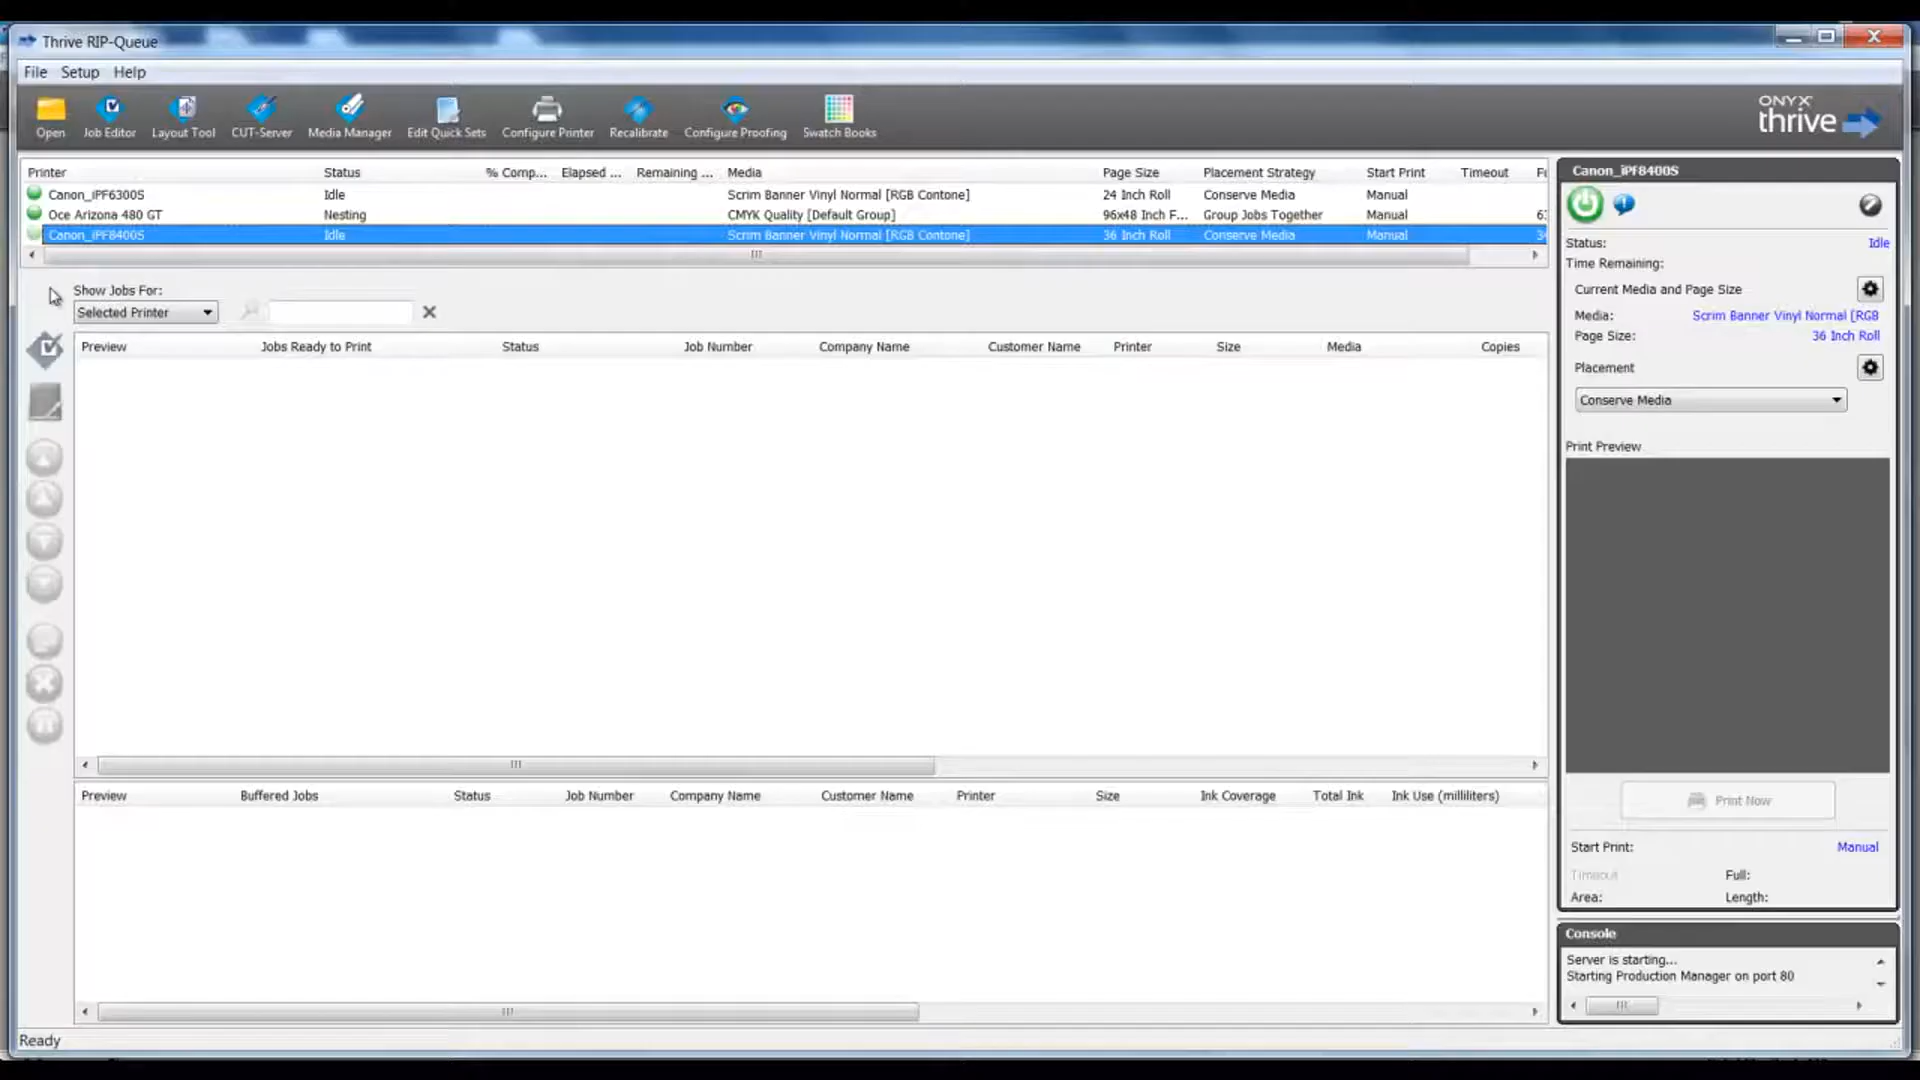 Thrive RIP-Queue
File Setup Help
Open Job Editor Layout Tool CUT-Server Media Manager Edit Quick Sets Configure Printer Recalibrate Configure Proofing Swatch Books
ONYX
thrive
Printer Status % Comp... Elapsed ... Remaining ... Media Page Size Placement Strategy Start Print Timeout
Canon_iPF6300S Idle Scrim Banner Vinyl Normal [RGB Contone] 24 Inch Roll Conserve Media Manual
Oce Arizona 480 GT Nesting CMYK Quality [Default Group] 96x48 Inch F... Group Jobs Together Manual
Canon_iPF8400S Idle Scrim Banner Vinyl Normal [RGB Contone] 36 Inch Roll Conserve Media Manual
Show Jobs For:
Selected Printer
Preview Jobs Ready to Print Status Job Number Company Name Customer Name Printer Size Media Copies
Preview Buffered Jobs Status Job Number Company Name Customer Name Printer Size Ink Coverage Total Ink Ink Use (milliliters)
Ready
Canon_iPF8400S
Status: Idle
Time Remaining:
Current Media and Page Size
Media: Scrim Banner Vinyl Normal [RGB
Page Size: 36 Inch Roll
Placement
Conserve Media
Print Preview
Print Now
Start Print: Manual
Timeout Full:
Area: Length:
Console
Server is starting...
Starting Production Manager on port 80